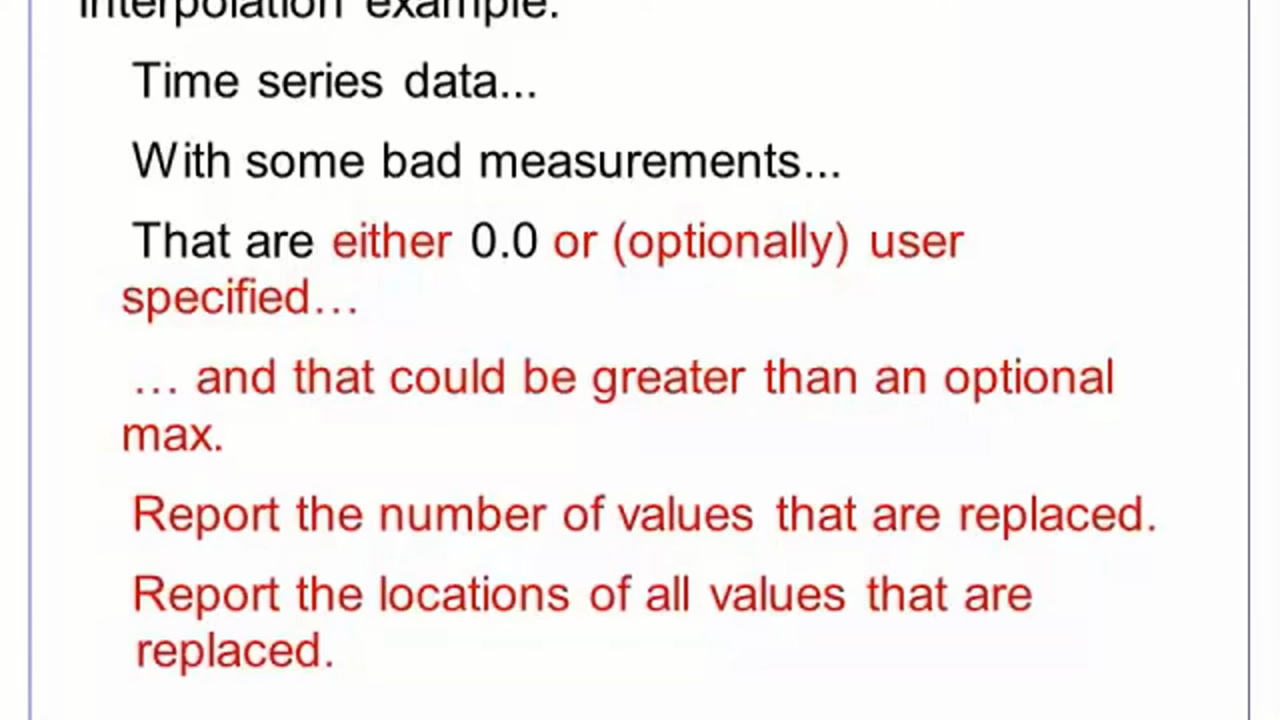 interpolation example:
Time series data...
With some bad measurements...
That are either 0.0 or (optionally) user
specified…
… and that could be greater than an optional
max.
Report the number of values that are replaced.
Report the locations of all values that are
replaced.